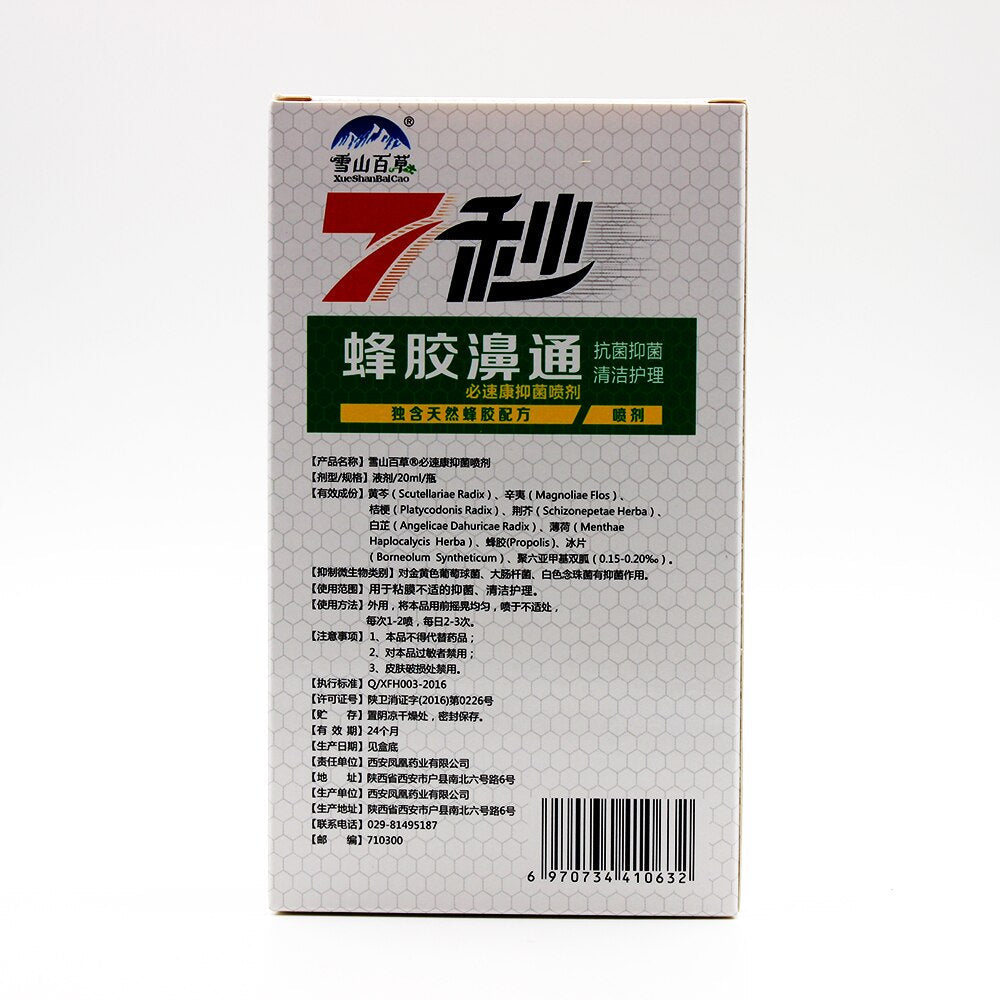 雪山百草®
XueShanBaiCao
7秒
蜂胶濞通
抗菌抑菌
清洁护理
必速康抑菌喷剂
独含天然蜂胶配方 / 喷剂
【产品名称】雪山百草®必速康抑菌喷剂
【剂型/规格】液剂/20ml/瓶
【有效成份】黄芩（Scutellariae Radix）、辛夷（Magnoliae Flos）、
桔梗（Platycodonis Radix）、荆芥（Schizonepetae Herba）、
白芷（Angelicae Dahuricae Radix）、薄荷（Menthae
Haplocalycis Herba）、蜂胶(Propolis)、冰片
（Borneolum Syntheticum）、聚六亚甲基双胍（0.15-0.20‰）。
【抑制微生物类别】对金黄色葡萄球菌、大肠杆菌、白色念珠菌有抑菌作用。
【使用范围】用于粘膜不适的抑菌、清洁护理。
【使用方法】外用，将本品用前摇晃均匀，喷于不适处，
每次1-2喷，每日2-3次。
【注意事项】1、本品不得代替药品；
2、对本品过敏者禁用；
3、皮肤破损处禁用。
【执行标准】Q/XFH003-2016
【许可证号】陕卫消证字(2016)第0226号
【贮 存】置阴凉干燥处，密封保存。
【有 效 期】24个月
【生产日期】见盒底
【责任单位】西安凤凰药业有限公司
【地 址】陕西省西安市户县南北六号路6号
【生产单位】西安凤凰药业有限公司
【生产地址】陕西省西安市户县南北六号路6号
【联系电话】029-81495187
【邮 编】710300
6 970734 410632